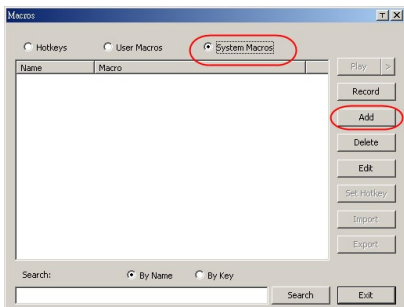 Macros
Hotkeys User Macros System Macros
Name Macro
Play >
Record
Add
Delete
Edit
Set Hotkey
Import
Export
Search: By Name By Key
Search Exit